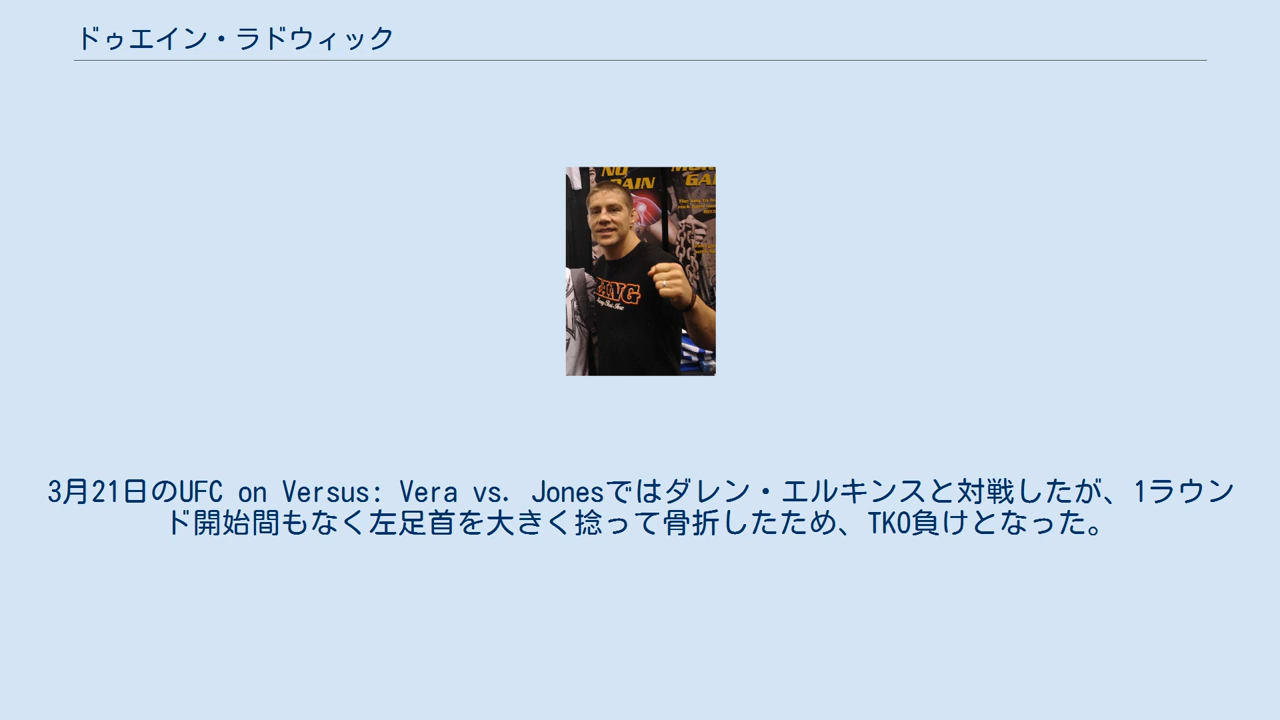 ドゥエイン・ラドウィック
NO
PAIN
GAI
3月21日のUFC on Versus: Vera vs. Jonesではダレン・エルキンスと対戦したが、1ラウン
ド開始間もなく左足首を大きく捻って骨折したため、TKO負けとなった。